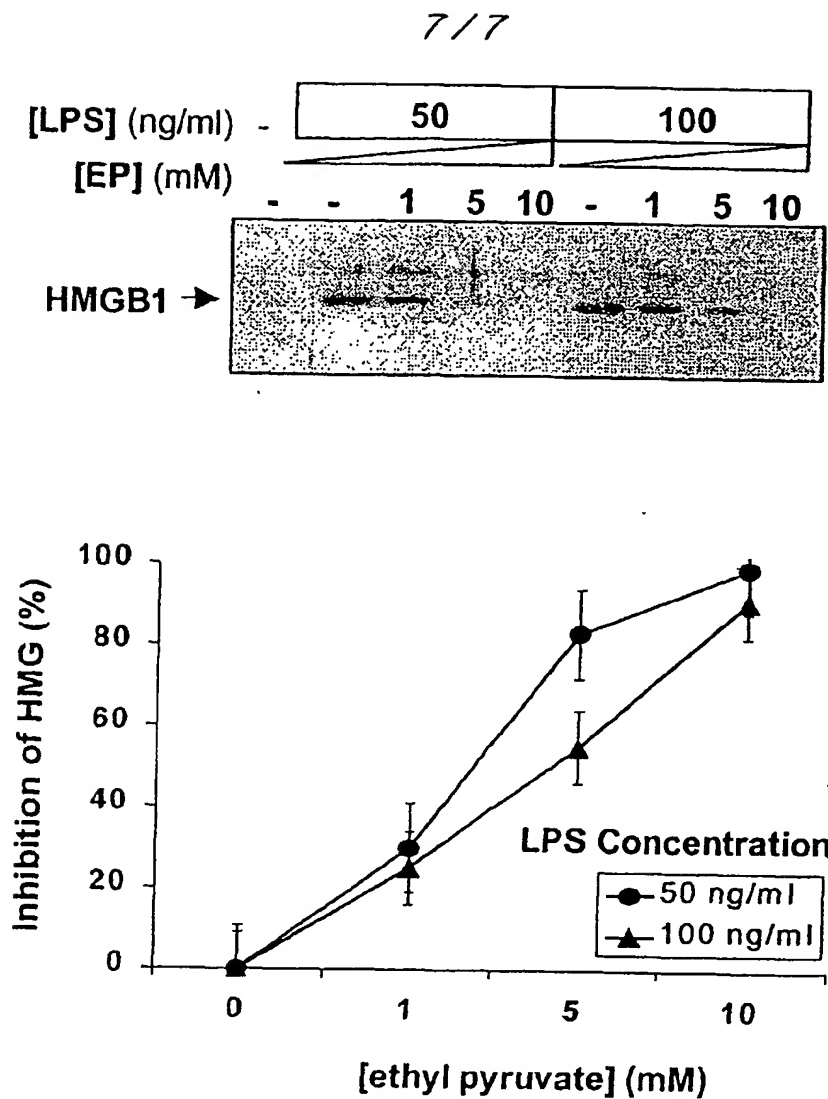 7/7
[LPS] (ng/ml) - 50 100
[EP] (mM)
- - 1 5 10 - 1 5 10
HMGB1
100
80
60
40
20
0
Inhibition of HMG (%)
LPS Concentration
50 ng/ml
100 ng/ml
0 1 5 10
[ethyl pyruvate] (mM)